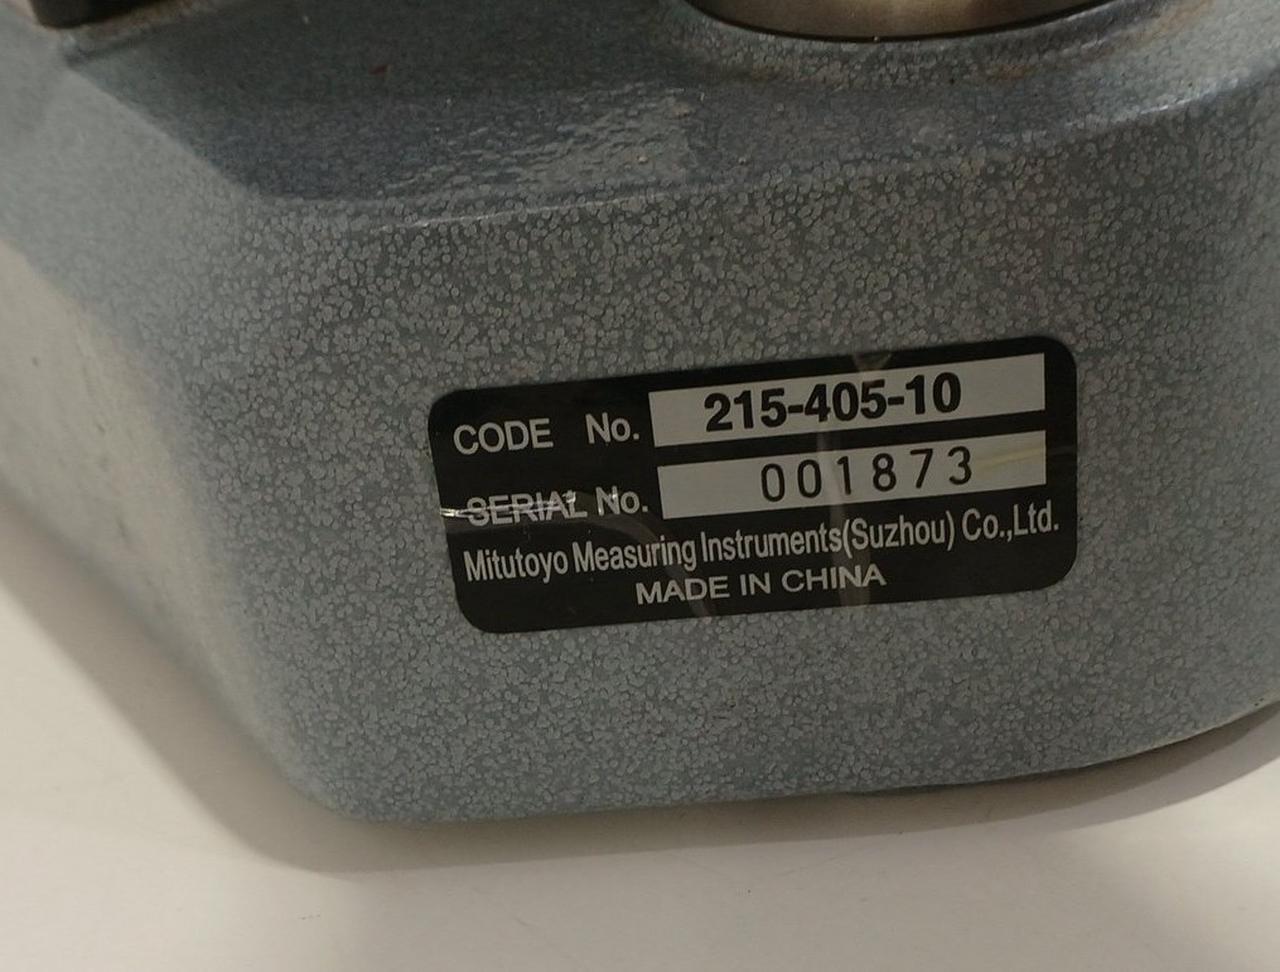 CODE No. 215-405-10
SERIAL No. 001873
Mitutoyo Measuring Instruments(Suzhou) Co.,Ltd.
MADE IN CHINA